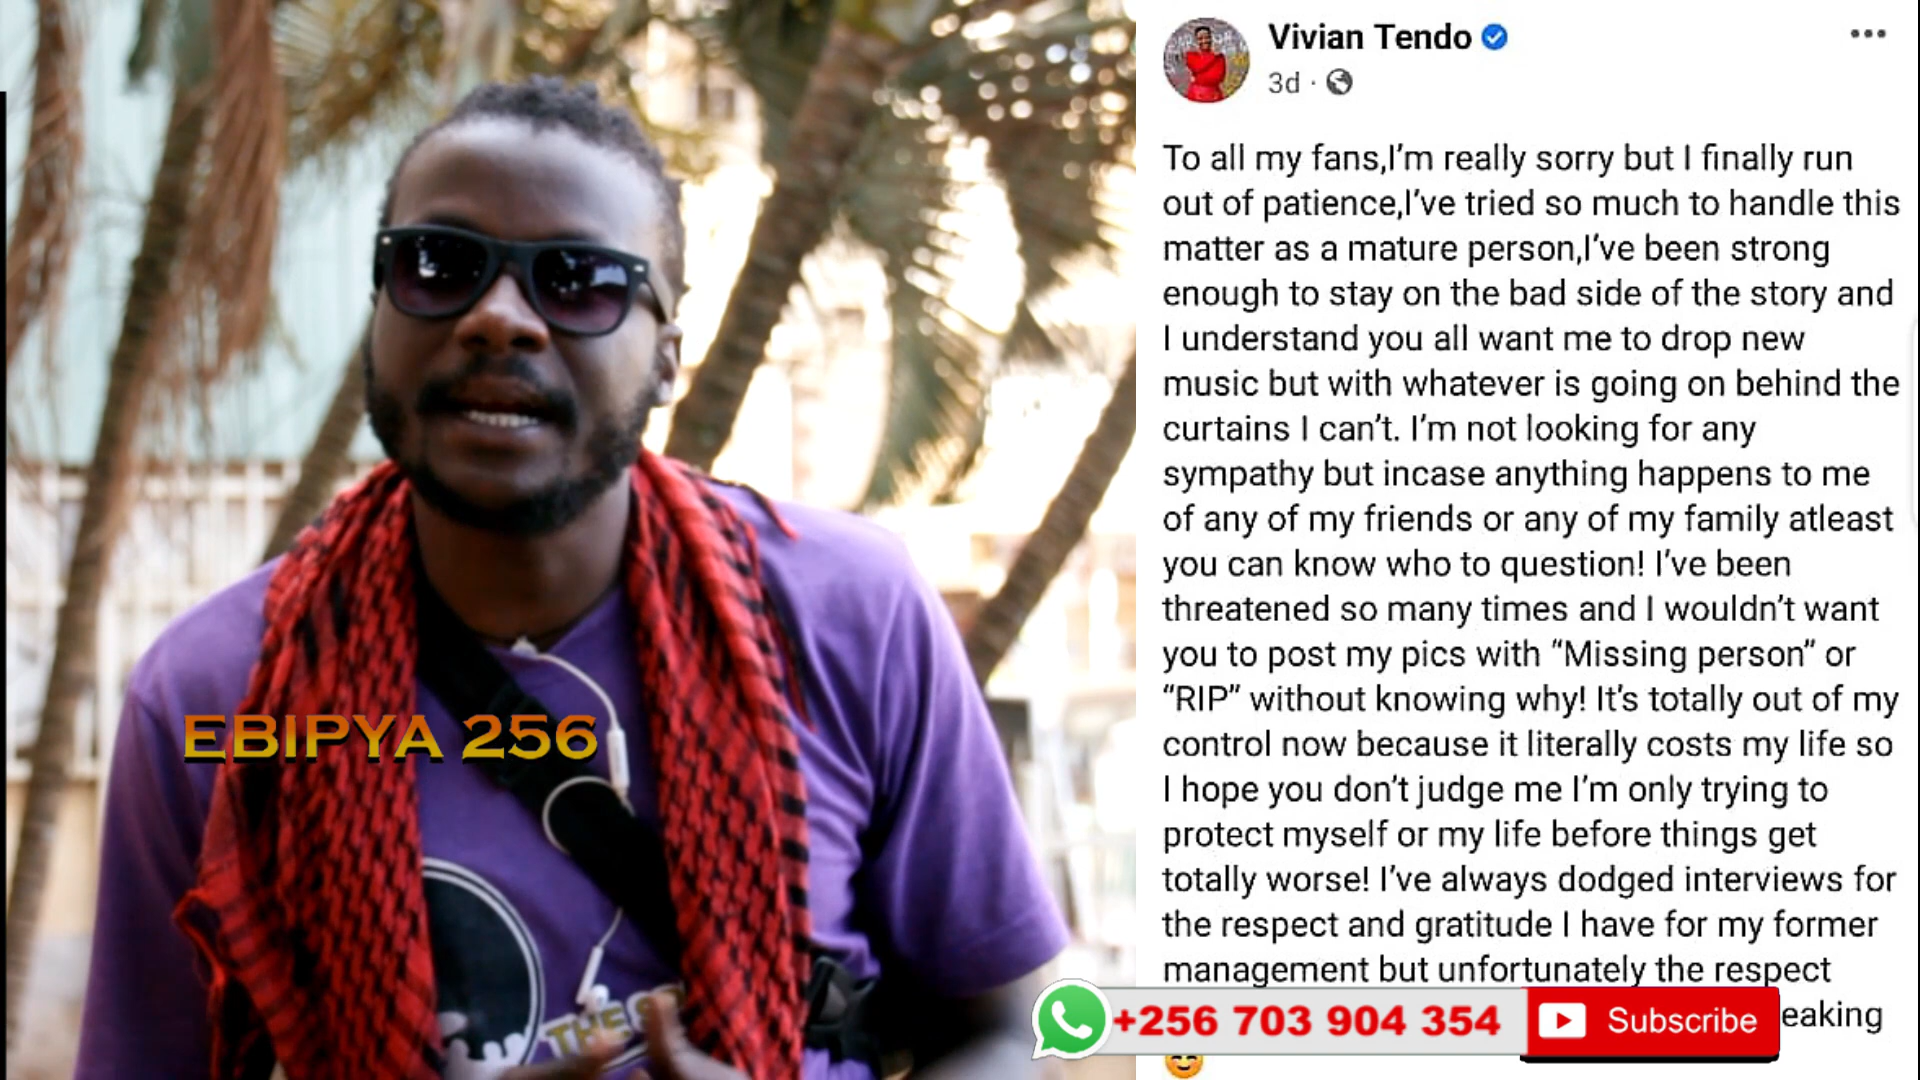 Vivian Tendo
3d ·
To all my fans,I'm really sorry but I finally run
out of patience,I've tried so much to handle this
matter as a mature person,I've been strong
enough to stay on the bad side of the story and
I understand you all want me to drop new
music but with whatever is going on behind the
curtains I can't. I'm not looking for any
sympathy but incase anything happens to me
of any of my friends or any of my family atleast
you can know who to question! I've been
threatened so many times and I wouldn't want
you to post my pics with “Missing person” or
“RIP” without knowing why! It's totally out of my
control now because it literally costs my life so
I hope you don't judge me I'm only trying to
protect myself or my life before things get
totally worse! I've always dodged interviews for
the respect and gratitude I have for my former
management but unfortunately the respect
EBIPYA 256
THE
+256 703 904 354
Subscribe